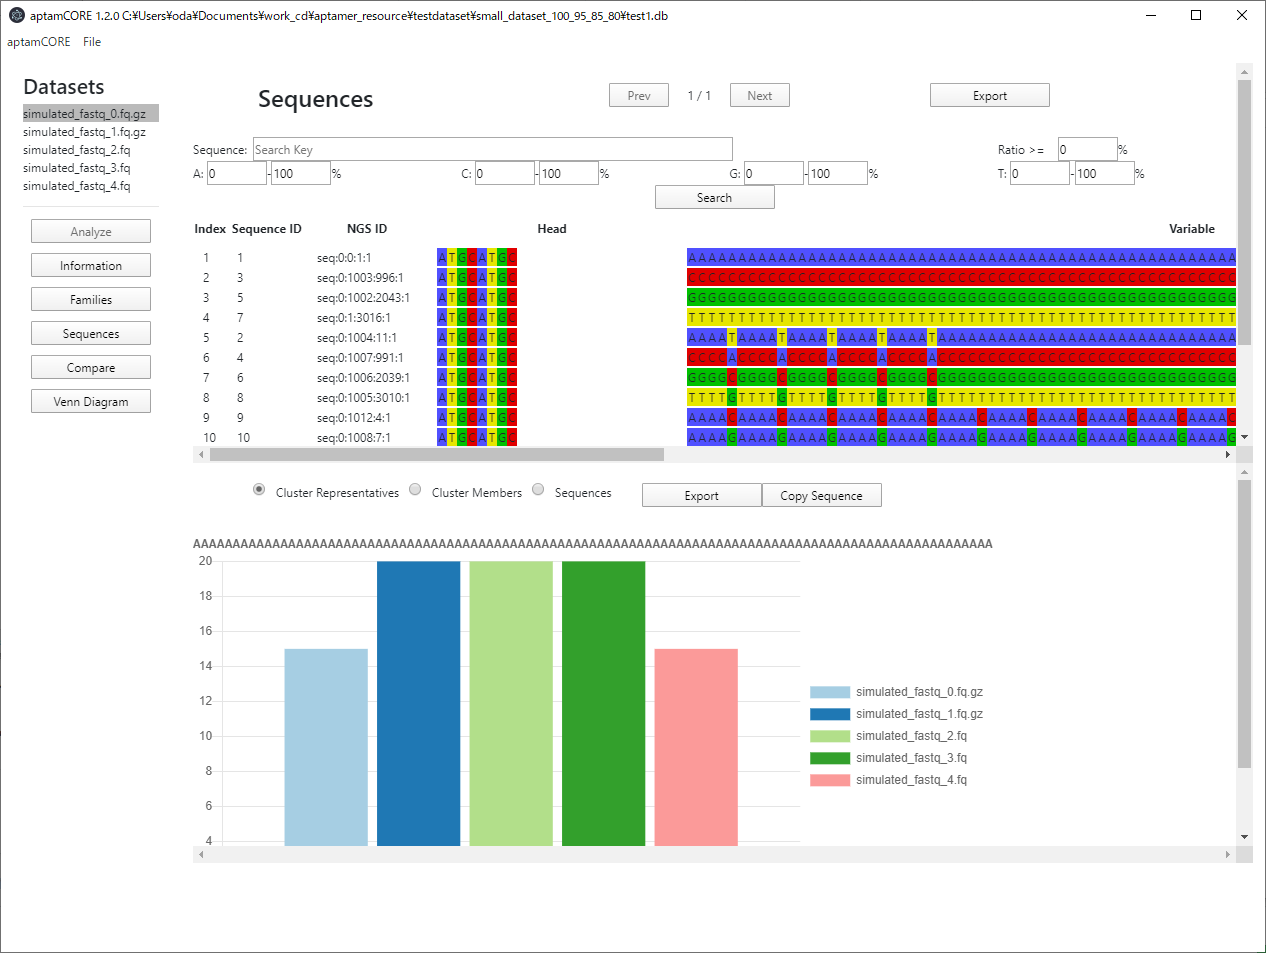 aptamCORE 1.2.0 C:¥Users¥oda¥Documents¥work_cd¥aptamer_resource¥testdataset¥small_dataset_100_95_85_80¥test1.db
aptamCORE File
Datasets
simulated_fastq_0.fq.gz
simulated_fastq_1.fq.gz
simulated_fastq_2.fq
simulated_fastq_3.fq
simulated_fastq_4.fq
Analyze
Information
Families
Sequences
Compare
Venn Diagram
Sequences Prev 1 / 1 Next Export
Sequence: Search Key Ratio >= 0 %
A: 0 - 100 % C: 0 - 100 % G: 0 - 100 % T: 0 - 100 %
Search
Index Sequence ID NGS ID Head Variable
1 1 seq:0:0:1:1 ATGCATGC AAAAAAAAAAAAAAAAAAAAAAAAAAAAAAAAAAAAAAAAAAAAAAAAAAAAAAA
2 3 seq:0:1003:996:1 ATGCATGC CCCCCCCCCCCCCCCCCCCCCCCCCCCCCCCCCCCCCCCCCCCCCCCCCCCCCCC
3 5 seq:0:1002:2043:1 ATGCATGC GGGGGGGGGGGGGGGGGGGGGGGGGGGGGGGGGGGGGGGGGGGGGGGGGGGGGGG
4 7 seq:0:1:3016:1 ATGCATGC TTTTTTTTTTTTTTTTTTTTTTTTTTTTTTTTTTTTTTTTTTTTTTTTTTTTTTT
5 2 seq:0:1004:11:1 ATGCATGC AAAATAAAATAAAATAAAATAAAATAAAAAAAAAAAAAAAAAAAAAAAAAAAAAA
6 4 seq:0:1007:991:1 ATGCATGC CCCCACCCCACCCCACCCCACCCCACCCCCCCCCCCCCCCCCCCCCCCCCCCCCC
7 6 seq:0:1006:2039:1 ATGCATGC GGGGCGGGGCGGGGCGGGGCGGGGCGGGGGGGGGGGGGGGGGGGGGGGGGGGGGG
8 8 seq:0:1005:3010:1 ATGCATGC TTTTGTTTTGTTTTGTTTTGTTTTGTTTTTTTTTTTTTTTTTTTTTTTTTTTTTT
9 9 seq:0:1012:4:1 ATGCATGC AAAACAAAACAAAACAAAACAAAACAAAACAAAACAAAACAAAACAAAACAAAAC
10 10 seq:0:1008:7:1 ATGCATGC AAAAGAAAAGAAAAGAAAAGAAAAGAAAAGAAAAGAAAAGAAAAGAAAAGAAAAG
Cluster Representatives Cluster Members Sequences Export Copy Sequence
AAAAAAAAAAAAAAAAAAAAAAAAAAAAAAAAAAAAAAAAAAAAAAAAAAAAAAAAAAAAAAAAAAAAAAAAAAAAAAAAAAAAAAAAAAAAAAAAAAAA
20
18
16
14
12
10
8
6
4
simulated_fastq_0.fq.gz
simulated_fastq_1.fq.gz
simulated_fastq_2.fq
simulated_fastq_3.fq
simulated_fastq_4.fq